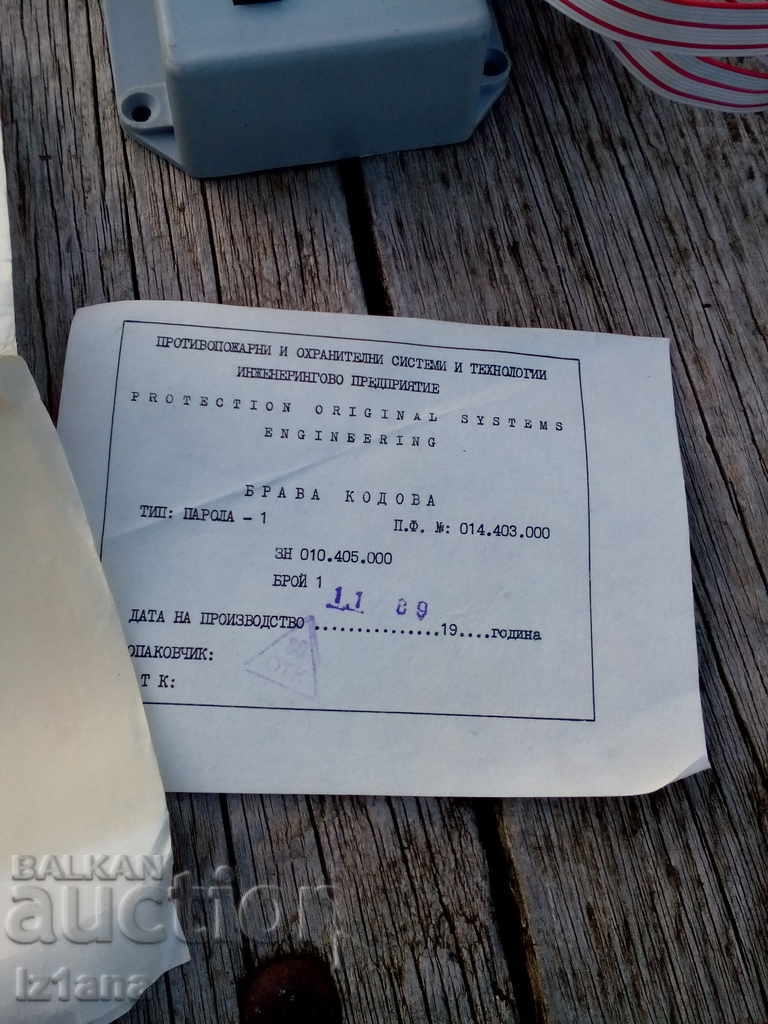 ПРОТИВОПОЖАРНИ И ОХРАНИТЕЛНИ СИСТЕМИ И ТЕХНОЛОГИИ
ИНЖЕНЕРИНГОВО ПРЕДПРИЯТИЕ
PROTECTION ORIGINAL SYSTEMS
ENGINEERING
БРАВА КОДОВА
ТИП: ПАРОЛА - 1 П.Ф. №: 014.403.000
ЗН 010.405.000
БРОЙ 1
11 89
ДАТА НА ПРОИЗВОДСТВО ...............19....година
ОПАКОВЧИК:
Т К:
ОТК
BALKAN
auction
iz1ana